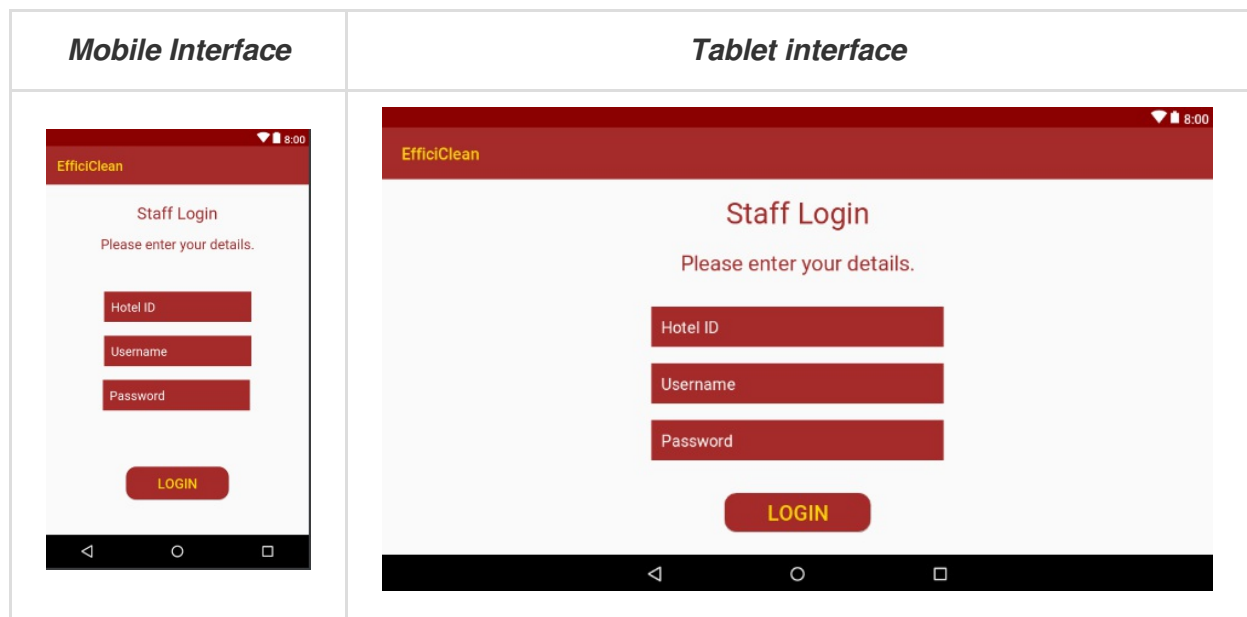 Mobile Interface
Tablet interface
8:00
EfficiClean
Staff Login
Please enter your details.
Hotel ID
Username
Password
LOGIN
8:00
EfficiClean
Staff Login
Please enter your details.
Hotel ID
Username
Password
LOGIN